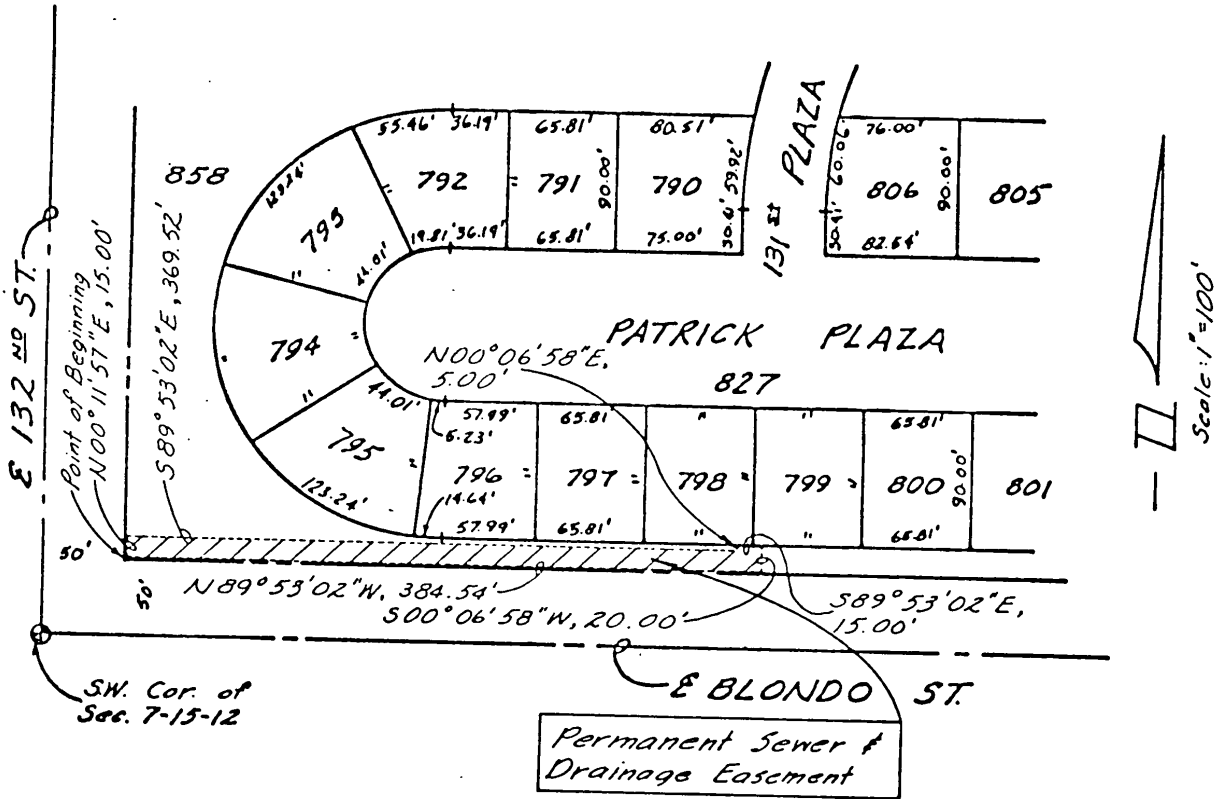 55.46' 36.19' 65.81' 80.51'
131 ST PLAZA
76.00'
858
129.24'
" 792 = 791 90.00' 790 30.41' 59.92'
30.41' 60.06' 806 90.00' 805
793
19.81' 36.19' 65.81' 75.00'
82.54'
" 44.01'
℄ 132 ND ST.
Point of Beginning
N00°11'57"E, 15.00'
S89°53'02"E, 369.52'
PATRICK PLAZA
794
"
"
N00°06'58"E,
5.00'
827
Scale: 1"=100'
44.01' 57.99' 65.81' " " 65.81'
6.23'
795 " 796 = 797 = 798 " 799 " 800 90.00' 801
123.24' 14.64'
57.99' 65.81' " " 65.81'
50'
50'
N89°53'02"W, 384.54'
S00°06'58"W, 20.00'
S89°53'02"E,
15.00'
S.W. Cor. of
Sec. 7-15-12
℄ BLONDO ST.
Permanent Sewer &
Drainage Easement